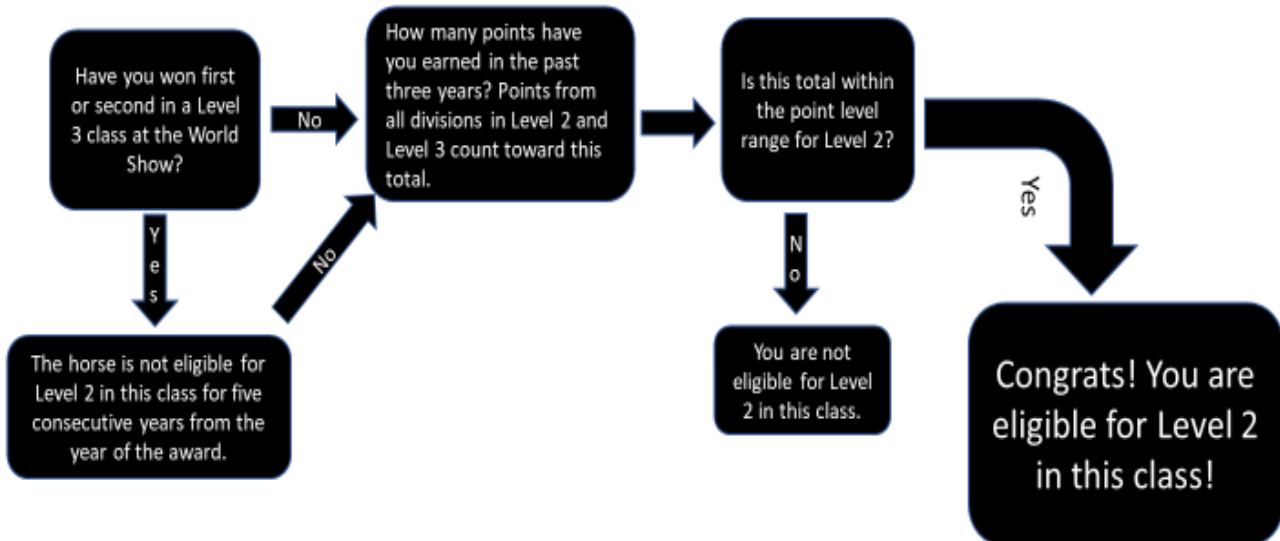 Have you won first
or second in a Level
3 class at the World
Show?
No
How many points have
you earned in the past
three years? Points from
all divisions in Level 2 and
Level 3 count toward this
total.
Is this total within
the point level
range for Level 2?
Yes
Yes
No
No
The horse is not eligible for
Level 2 in this class for five
consecutive years from the
year of the award.
You are not
eligible for Level
2 in this class.
Congrats! You are
eligible for Level 2
in this class!